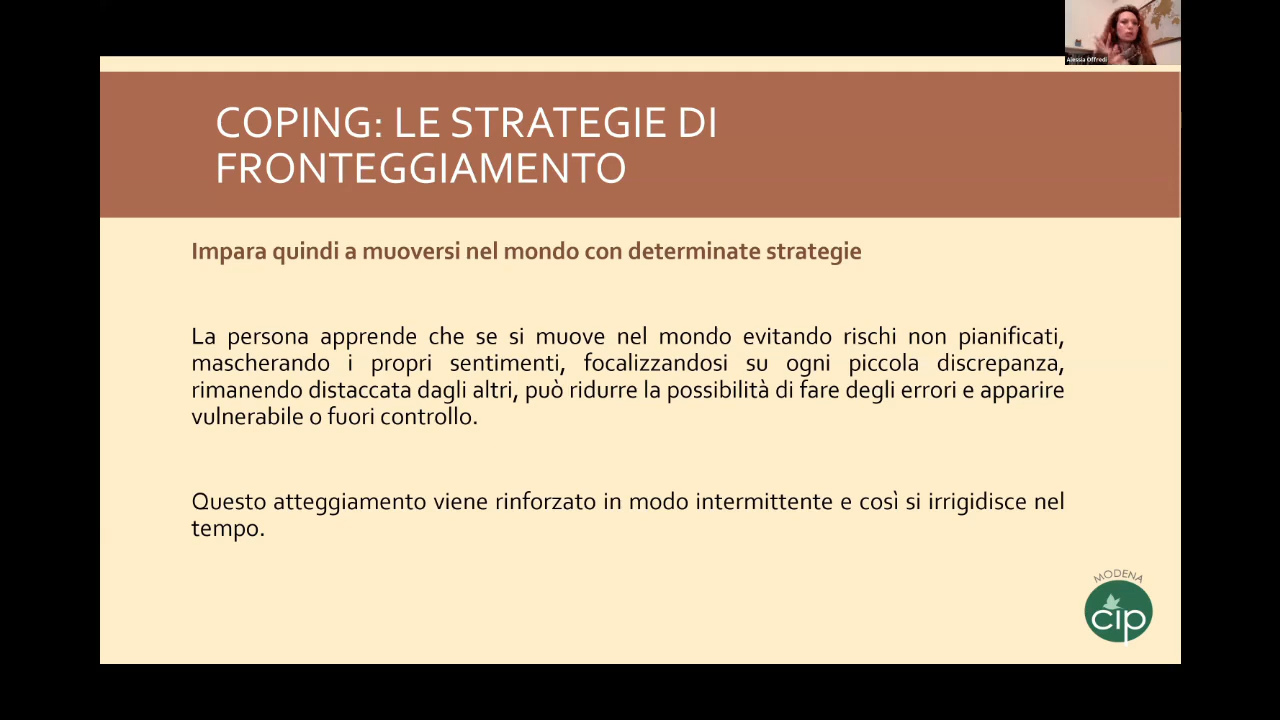 Alessia Offredi
COPING: LE STRATEGIE DI
FRONTEGGIAMENTO
Impara quindi a muoversi nel mondo con determinate strategie
La persona apprende che se si muove nel mondo evitando rischi non pianificati,
mascherando i propri sentimenti, focalizzandosi su ogni piccola discrepanza,
rimanendo distaccata dagli altri, può ridurre la possibilità di fare degli errori e apparire
vulnerabile o fuori controllo.
Questo atteggiamento viene rinforzato in modo intermittente e così si irrigidisce nel
tempo.
MODENA
cip